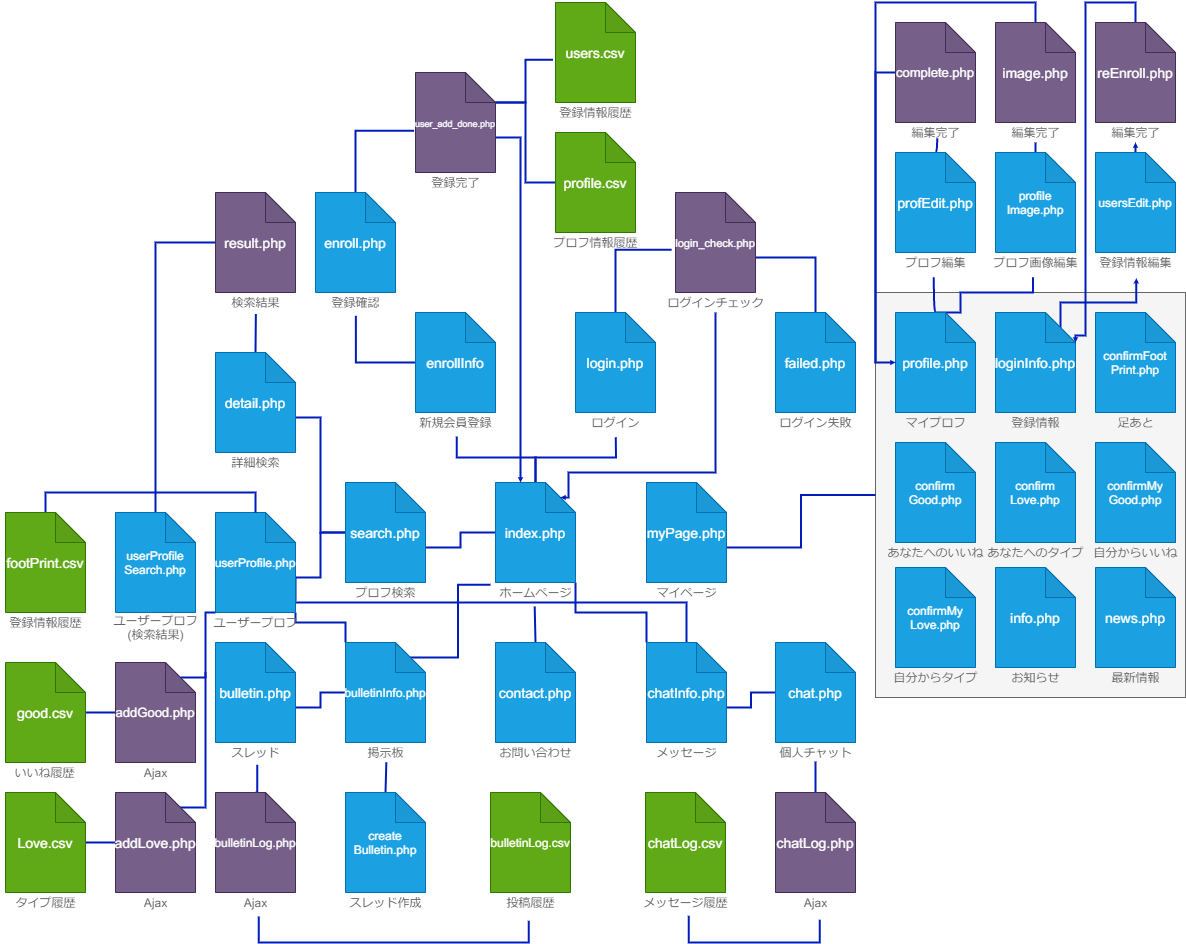 users.csv
登録情報履歴
user_add_done.php
登録完了
profile.csv
プロフ情報履歴
complete.php
編集完了
image.php
編集完了
reEnroll.php
編集完了
profEdit.php
プロフ編集
profile
Image.php
プロフ画像編集
usersEdit.php
登録情報編集
result.php
検索結果
enroll.php
登録確認
login_check.php
ログインチェック
detail.php
詳細検索
enrollInfo
新規会員登録
login.php
ログイン
failed.php
ログイン失敗
profile.php
マイプロフ
loginInfo.php
登録情報
confirmFoot
Print.php
足あと
confirm
Good.php
あなたへのいいね
confirm
Love.php
あなたへのタイプ
confirmMy
Good.php
自分からいいね
confirmMy
Love.php
自分からタイプ
info.php
お知らせ
news.php
最新情報
footPrint.csv
登録情報履歴
userProfile
Search.php
ユーザープロフ
(検索結果)
userProfile.php
ユーザープロフ
search.php
プロフ検索
index.php
ホームページ
myPage.php
マイページ
good.csv
いいね履歴
addGood.php
Ajax
bulletin.php
スレッド
bulletinInfo.php
掲示板
contact.php
お問い合わせ
chatInfo.php
メッセージ
chat.php
個人チャット
Love.csv
タイプ履歴
addLove.php
Ajax
bulletinLog.php
Ajax
create
Bulletin.php
スレッド作成
bulletinLog.csv
投稿履歴
chatLog.csv
メッセージ履歴
chatLog.php
Ajax